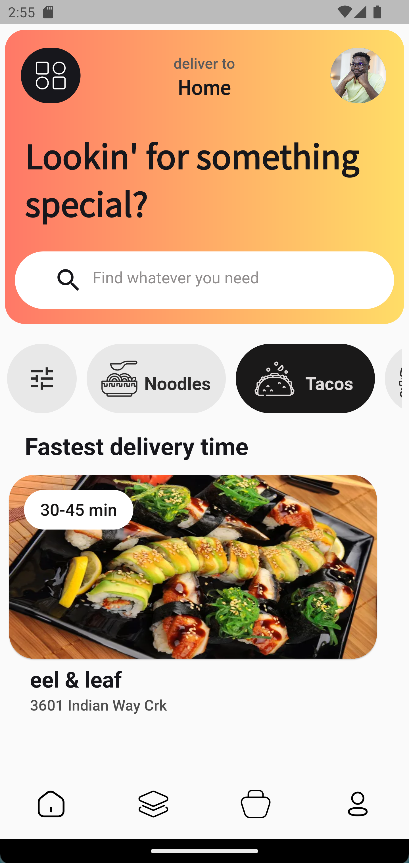 2:55
deliver to
Home
Lookin' for something
special?
Find whatever you need
Noodles
Tacos
Fastest delivery time
30-45 min
eel & leaf
3601 Indian Way Crk